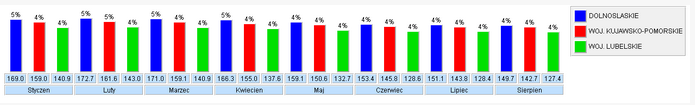 5% 4% 4% 5% 5% 4% 5% 4% 4% 5% 4% 4% 4% 4% 4% 4% 4% 4% 4% 4% 4% 4% 4% 4%
169.0 159.0 140.9 172.7 161.6 143.0 171.0 159.1 140.9 166.3 155.0 137.6 159.1 150.6 132.7 153.4 145.8 128.6 151.1 143.8 128.4 149.7 142.7 127.4
Styczen Luty Marzec Kwiecien Maj Czerwiec Lipiec Sierpien
DOLNOSLASKIE
WOJ. KUJAWSKO-POMORSKIE
WOJ. LUBELSKIE